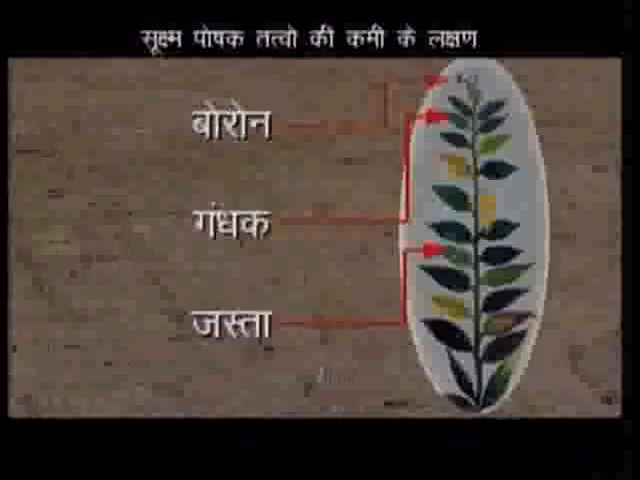 सूक्ष्म पोषक तत्वो की कमी के लक्षण
बोरोन
गंधक
जस्ता